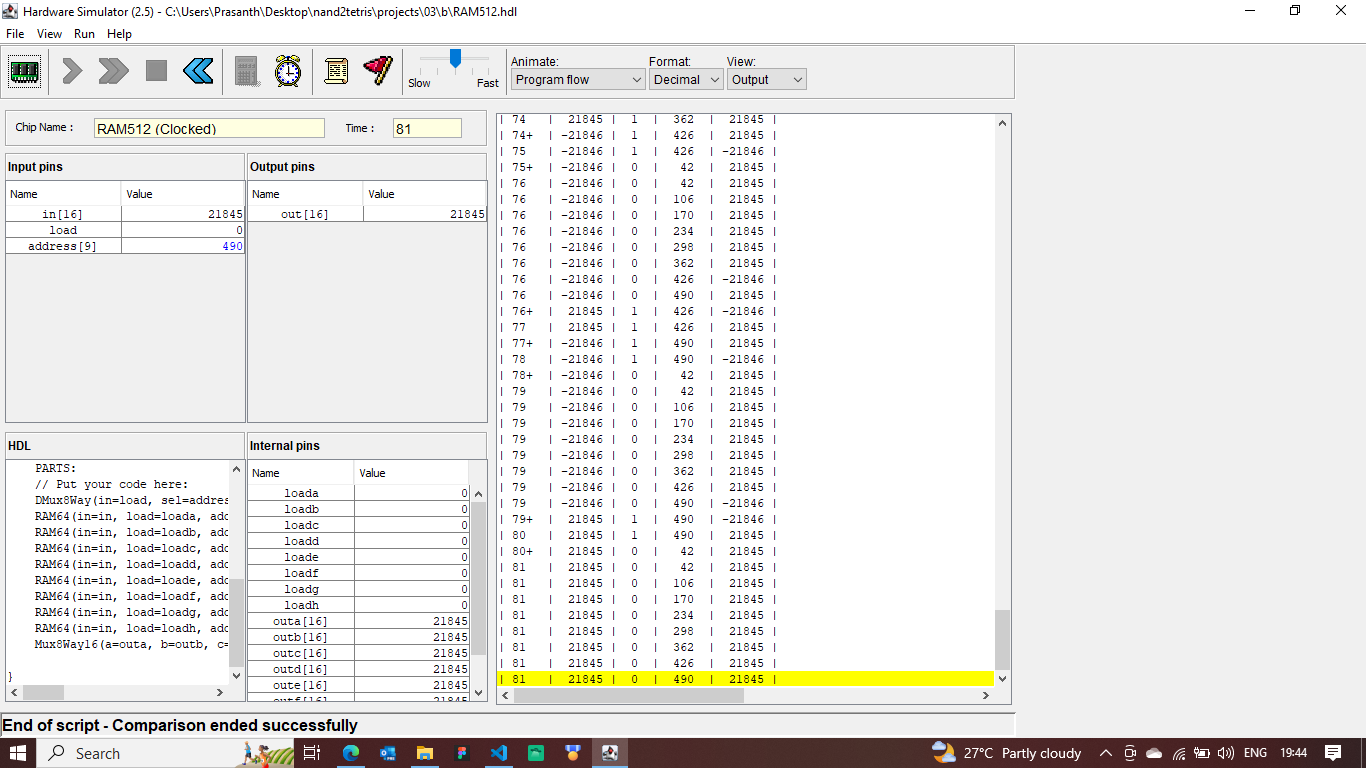 Hardware Simulator (2.5) - C:\Users\Prasanth\Desktop\nand2tetris\projects\03\b\RAM512.hdl
File View Run Help
Slow Fast
Animate: Format: View:
Program flow Decimal Output
Chip Name : RAM512 (Clocked) Time : 81
Input pins
Name Value
in[16] 21845
load 0
address[9] 490
Output pins
Name Value
out[16] 21845
HDL
PARTS:
// Put your code here:
DMux8Way(in=load, sel=addres
RAM64(in=in, load=loada, add
RAM64(in=in, load=loadb, add
RAM64(in=in, load=loadc, add
RAM64(in=in, load=loadd, add
RAM64(in=in, load=loade, add
RAM64(in=in, load=loadf, add
RAM64(in=in, load=loadg, add
RAM64(in=in, load=loadh, add
Mux8Way16(a=outa, b=outb, c=
}
Internal pins
Name Value
loada 0
loadb 0
loadc 0
loadd 0
loade 0
loadf 0
loadg 0
loadh 0
outa[16] 21845
outb[16] 21845
outc[16] 21845
outd[16] 21845
oute[16] 21845
outf[16] 21845
| 74 | 21845 | 1 | 362 | 21845 |
| 74+ | -21846 | 1 | 426 | 21845 |
| 75 | -21846 | 1 | 426 | -21846 |
| 75+ | -21846 | 0 | 42 | 21845 |
| 76 | -21846 | 0 | 42 | 21845 |
| 76 | -21846 | 0 | 106 | 21845 |
| 76 | -21846 | 0 | 170 | 21845 |
| 76 | -21846 | 0 | 234 | 21845 |
| 76 | -21846 | 0 | 298 | 21845 |
| 76 | -21846 | 0 | 362 | 21845 |
| 76 | -21846 | 0 | 426 | -21846 |
| 76 | -21846 | 0 | 490 | 21845 |
| 76+ | 21845 | 1 | 426 | -21846 |
| 77 | 21845 | 1 | 426 | 21845 |
| 77+ | -21846 | 1 | 490 | 21845 |
| 78 | -21846 | 1 | 490 | -21846 |
| 78+ | -21846 | 0 | 42 | 21845 |
| 79 | -21846 | 0 | 42 | 21845 |
| 79 | -21846 | 0 | 106 | 21845 |
| 79 | -21846 | 0 | 170 | 21845 |
| 79 | -21846 | 0 | 234 | 21845 |
| 79 | -21846 | 0 | 298 | 21845 |
| 79 | -21846 | 0 | 362 | 21845 |
| 79 | -21846 | 0 | 426 | 21845 |
| 79 | -21846 | 0 | 490 | -21846 |
| 79+ | 21845 | 1 | 490 | -21846 |
| 80 | 21845 | 1 | 490 | 21845 |
| 80+ | 21845 | 0 | 42 | 21845 |
| 81 | 21845 | 0 | 42 | 21845 |
| 81 | 21845 | 0 | 106 | 21845 |
| 81 | 21845 | 0 | 170 | 21845 |
| 81 | 21845 | 0 | 234 | 21845 |
| 81 | 21845 | 0 | 298 | 21845 |
| 81 | 21845 | 0 | 362 | 21845 |
| 81 | 21845 | 0 | 426 | 21845 |
| 81 | 21845 | 0 | 490 | 21845 |
End of script - Comparison ended successfully
Search 27°C Partly cloudy ENG 19:44